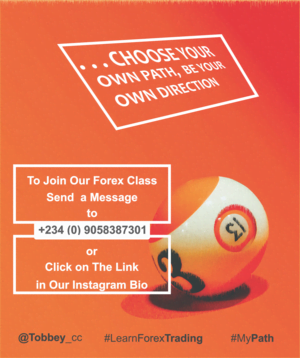 ...CHOOSE YOUR
OWN PATH, BE YOUR
OWN DIRECTION
To Join Our Forex Class
Send a Message
to
+234 (0) 9058387301
or
Click on The Link
in Our Instagram Bio
13
@Tobbey_cc #LearnForexTrading #MyPath